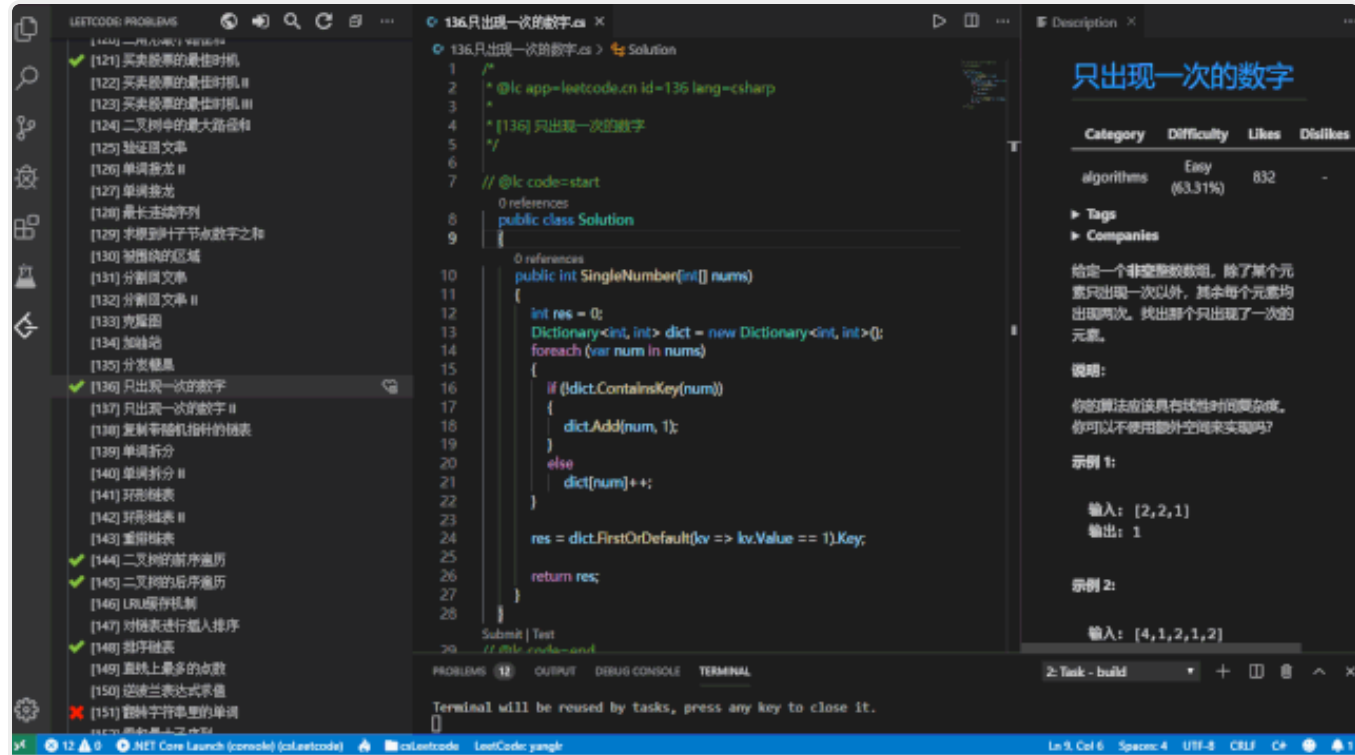 LEETCODE: PROBLEMS
[121] 买卖股票的最佳时机
[122] 买卖股票的最佳时机 II
[123] 买卖股票的最佳时机 III
[124] 二叉树中的最大路径和
[125] 验证回文串
[126] 单词接龙 II
[127] 单词接龙
[128] 最长连续序列
[129] 求根到叶子节点数字之和
[130] 被围绕的区域
[131] 分割回文串
[132] 分割回文串 II
[133] 克隆图
[134] 加油站
[135] 分发糖果
[136] 只出现一次的数字
[137] 只出现一次的数字 II
[138] 复制带随机指针的链表
[139] 单词拆分
[140] 单词拆分 II
[141] 环形链表
[142] 环形链表 II
[143] 重排链表
[144] 二叉树的前序遍历
[145] 二叉树的后序遍历
[146] LRU缓存机制
[147] 对链表进行插入排序
[148] 排序链表
[149] 直线上最多的点数
[150] 逆波兰表达式求值
[151] 翻转字符串里的单词
136.只出现一次的数字.cs
136.只出现一次的数字.cs > Solution
1 /*
2 * @lc app=leetcode.cn id=136 lang=csharp
3 *
4 * [136] 只出现一次的数字
5 */
6
7 // @lc code=start
0 references
8 public class Solution
9 {
0 references
10 public int SingleNumber(int[] nums)
11 {
12 int res = 0;
13 Dictionary<int, int> dict = new Dictionary<int, int>();
14 foreach (var num in nums)
15 {
16 if (!dict.ContainsKey(num))
17 {
18 dict.Add(num, 1);
19 }
20 else
21 dict[num]++;
22 }
23
24 res = dict.FirstOrDefault(kv => kv.Value == 1).Key;
25
26 return res;
27 }
28 }
Submit | Test
29 // @lc code=end
PROBLEMS 12 OUTPUT DEBUG CONSOLE TERMINAL
2: Task - build
Terminal will be reused by tasks, press any key to close it.
Description
只出现一次的数字
Category Difficulty Likes Dislikes
algorithms Easy (63.31%) 832 -
Tags
Companies
给定一个非空整数数组，除了某个元
素只出现一次以外，其余每个元素均
出现两次。找出那个只出现了一次的
元素。
说明：
你的算法应该具有线性时间复杂度。
你可以不使用额外空间来实现吗？
示例 1:
输入: [2,2,1]
输出: 1
示例 2:
输入: [4,1,2,1,2]
12 0 .NET Core Launch (console) (csLeetcode) csLeetcode LeetCode: yanglr
Ln 9, Col 6 Spaces: 4 UTF-8 CRLF C#